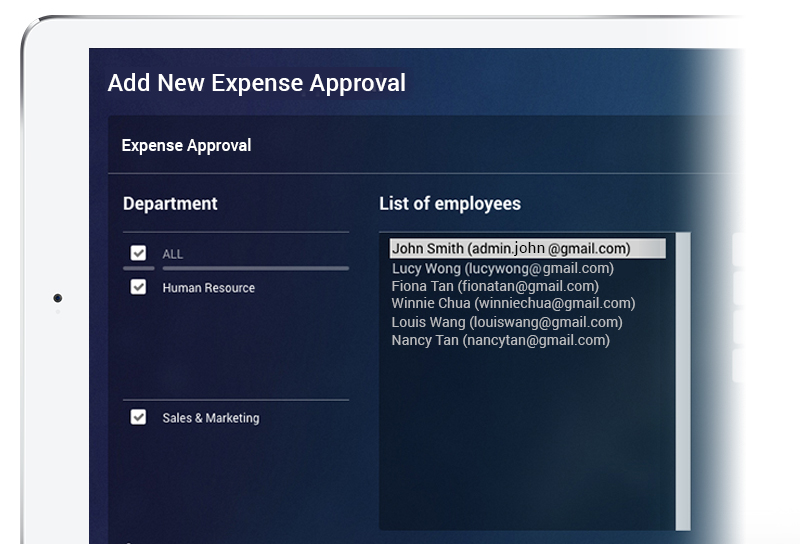 Add New Expense Approval
Expense Approval
Department
ALL
Human Resource
Sales & Marketing
List of employees
John Smith (admin.john @gmail.com)
Lucy Wong (lucywong@gmail.com)
Fiona Tan (fionatan@gmail.com)
Winnie Chua (winniechua@gmail.com)
Louis Wang (louiswang@gmail.com)
Nancy Tan (nancytan@gmail.com)